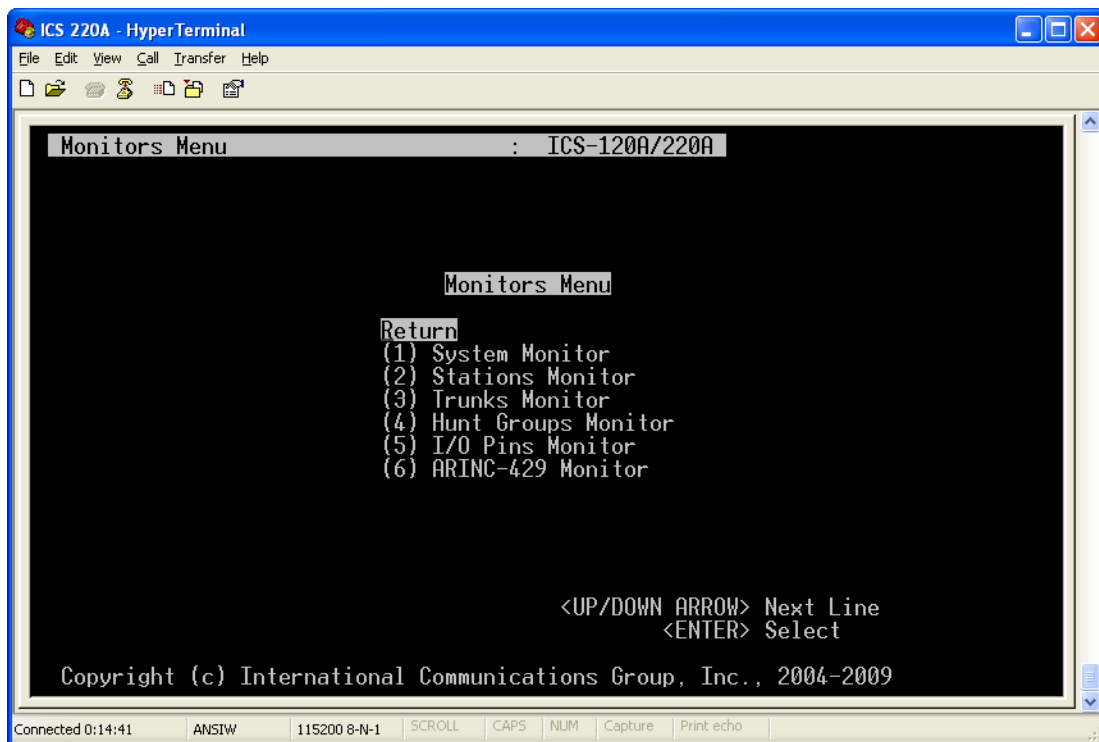 ICS 220A - HyperTerminal
File Edit View Call Transfer Help
Monitors Menu : ICS-120A/220A
Monitors Menu
Return
(1) System Monitor
(2) Stations Monitor
(3) Trunks Monitor
(4) Hunt Groups Monitor
(5) I/O Pins Monitor
(6) ARINC-429 Monitor
<UP/DOWN ARROW> Next Line
<ENTER> Select
Copyright (c) International Communications Group, Inc., 2004-2009
Connected 0:14:41 ANSIW 115200 8-N-1 SCROLL CAPS NUM Capture Print echo